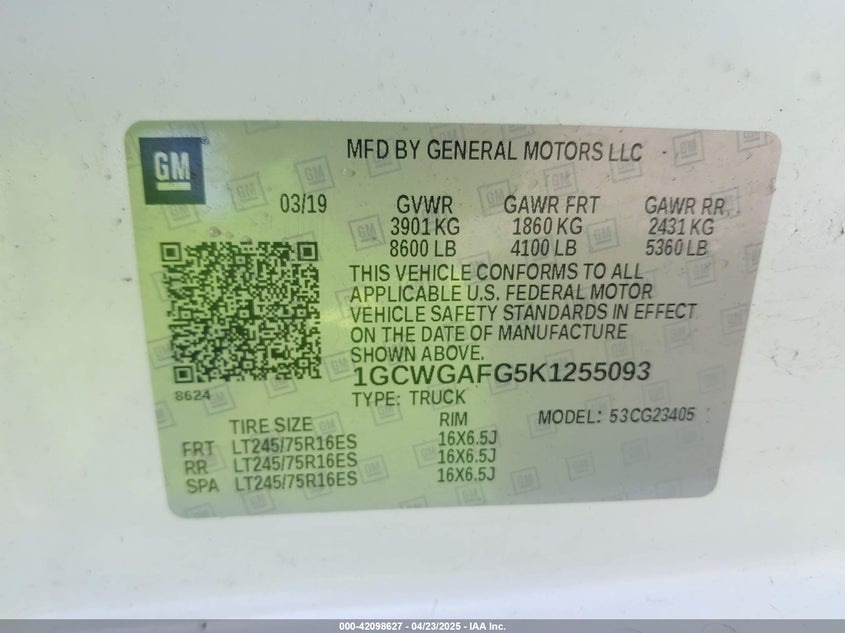 GM
MFD BY GENERAL MOTORS LLC
03/19 GVWR GAWR FRT GAWR RR
3901 KG 1860 KG 2431 KG
8600 LB 4100 LB 5360 LB
THIS VEHICLE CONFORMS TO ALL
APPLICABLE U.S. FEDERAL MOTOR
VEHICLE SAFETY STANDARDS IN EFFECT
ON THE DATE OF MANUFACTURE
SHOWN ABOVE.
1GCWGAFG5K1255093
8624
TYPE: TRUCK
TIRE SIZE RIM MODEL: 53CG23405
FRT LT245/75R16ES 16X6.5J
RR LT245/75R16ES 16X6.5J
SPA LT245/75R16ES 16X6.5J
000-42098627 - 04/23/2025 - IAA Inc.